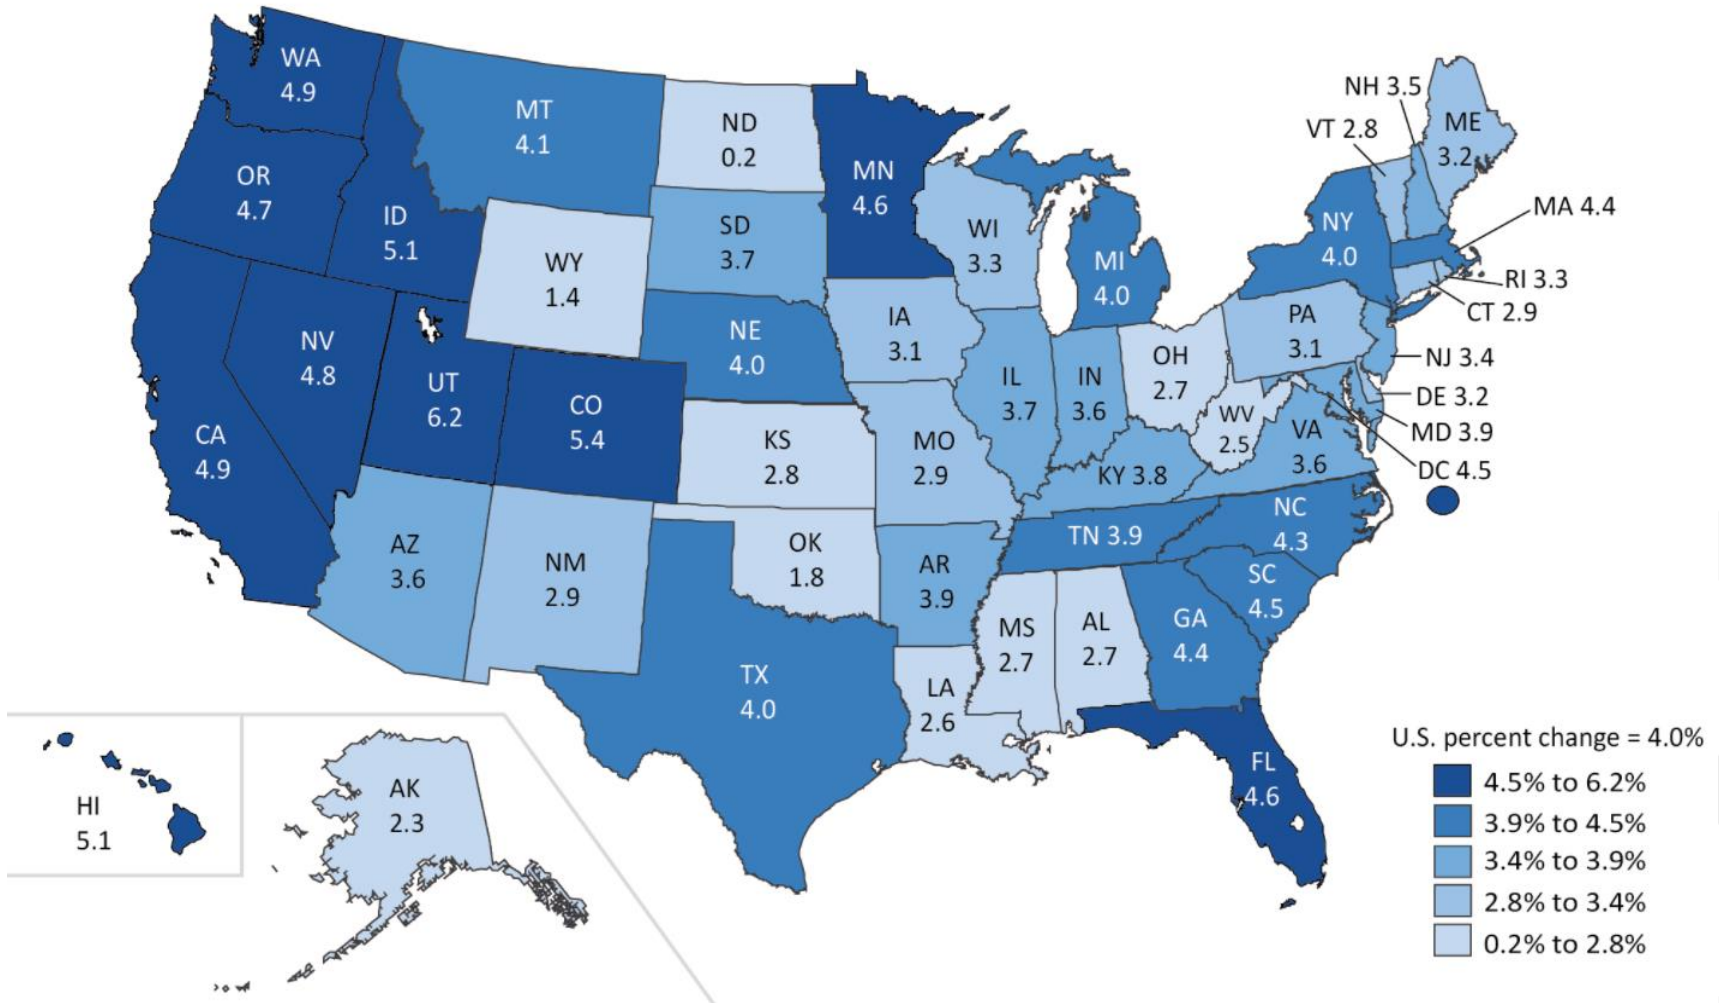 WA
4.9
OR
4.7
CA
4.9
NV
4.8
ID
5.1
MT
4.1
WY
1.4
UT
6.2
CO
5.4
AZ
3.6
NM
2.9
ND
0.2
SD
3.7
NE
4.0
KS
2.8
OK
1.8
TX
4.0
MN
4.6
IA
3.1
MO
2.9
AR
3.9
LA
2.6
WI
3.3
IL
3.7
MI
4.0
IN
3.6
OH
2.7
KY 3.8
TN 3.9
MS
2.7
AL
2.7
GA
4.4
FL
4.6
SC
4.5
NC
4.3
VA
3.6
WV
2.5
PA
3.1
NY
4.0
VT 2.8
NH 3.5
ME
3.2
MA 4.4
RI 3.3
CT 2.9
NJ 3.4
DE 3.2
MD 3.9
DC 4.5
HI
5.1
AK
2.3
U.S. percent change = 4.0%
4.5% to 6.2%
3.9% to 4.5%
3.4% to 3.9%
2.8% to 3.4%
0.2% to 2.8%